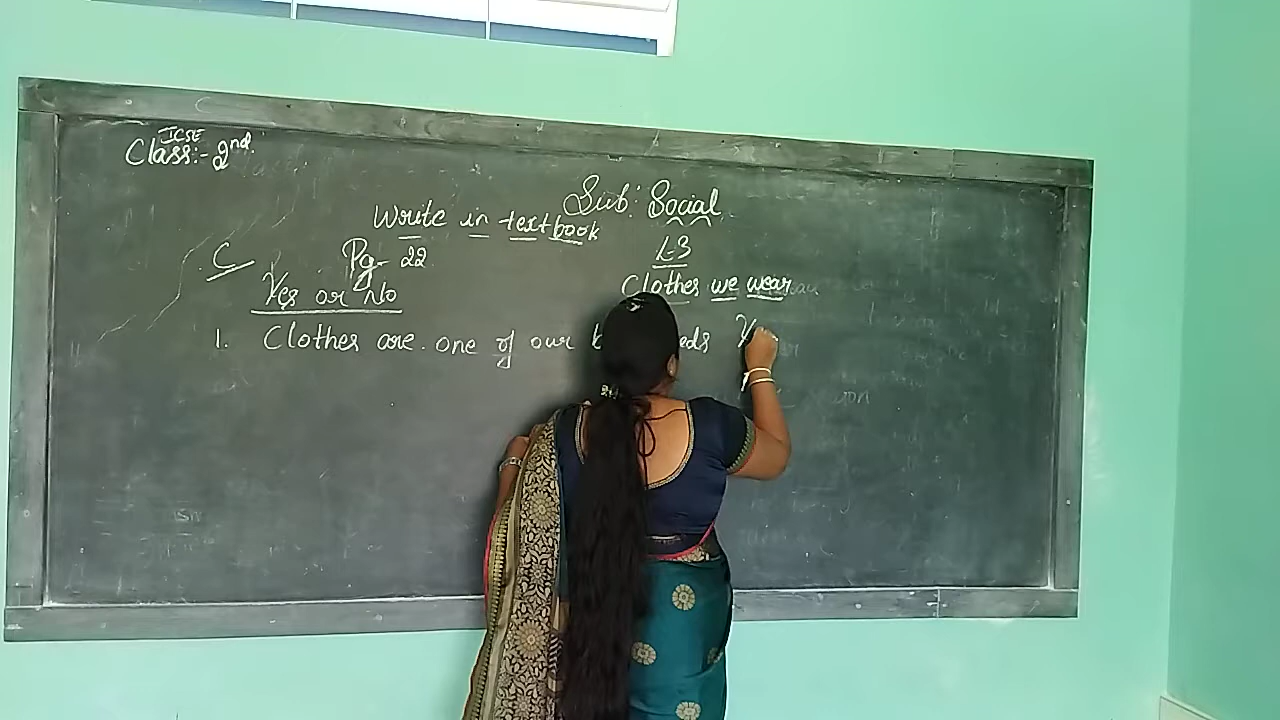 ICSE
Class:- 2nd.
Sub: Social
Write in textbook
L3
C
Pg- 22
Clothes we wear
Yes or No
1. Clothes are one of our